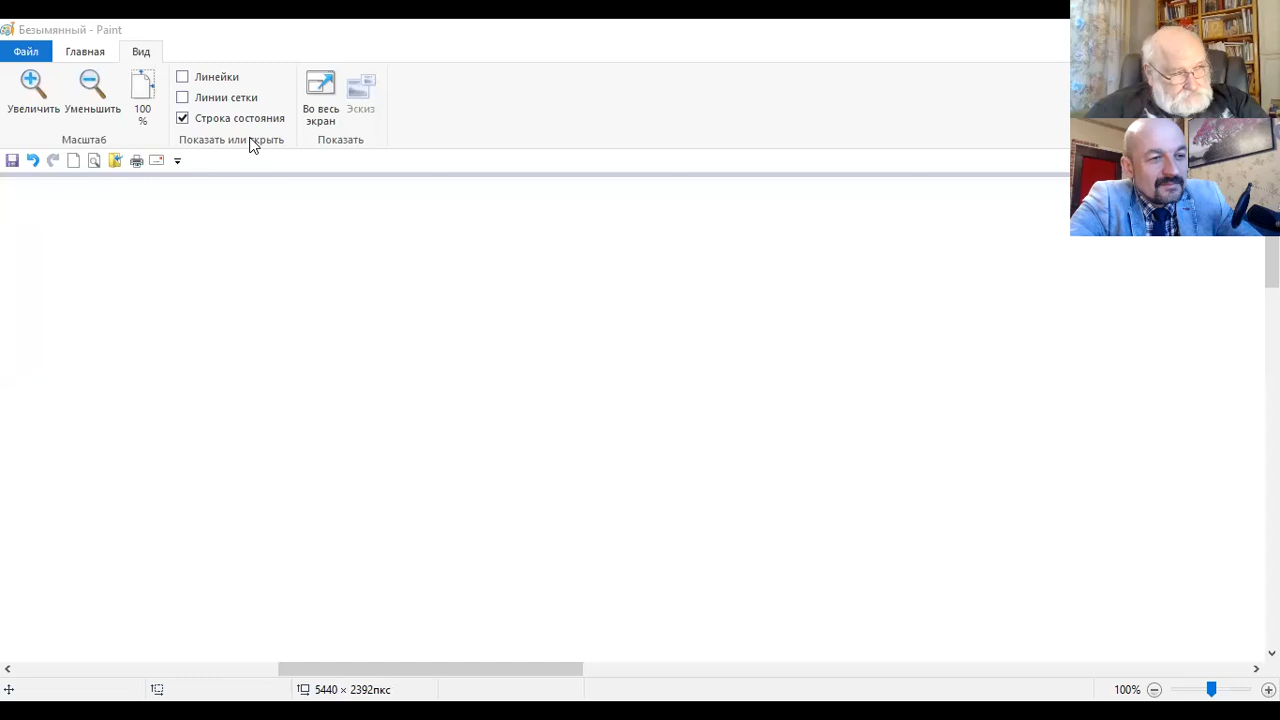 Безымянный - Paint
Файл Главная Вид
Линейки
Линии сетки
Строка состояния
Увеличить Уменьшить 100 %
Во весь экран Эскиз
Масштаб Показать или скрыть Показать
5440 × 2392пкс 100%